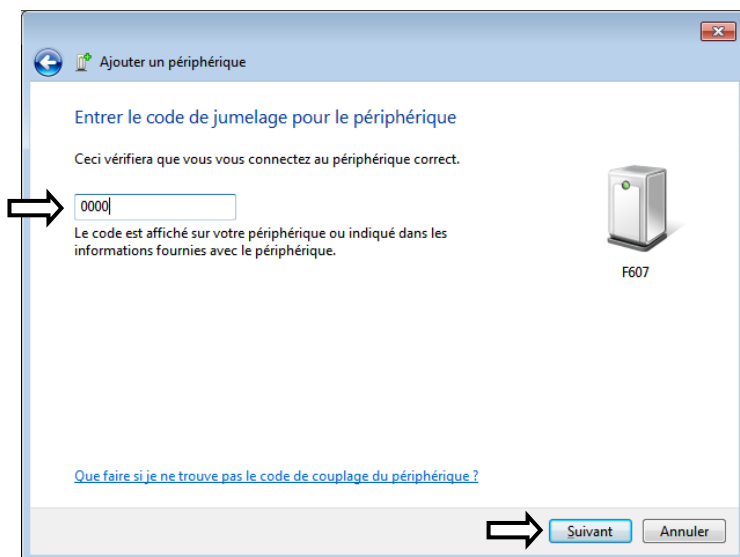 Ajouter un périphérique
Entrer le code de jumelage pour le périphérique
Ceci vérifiera que vous vous connectez au périphérique correct.
0000
Le code est affiché sur votre périphérique ou indiqué dans les
informations fournies avec le périphérique.
F607
Que faire si je ne trouve pas le code de couplage du périphérique ?
Suivant
Annuler